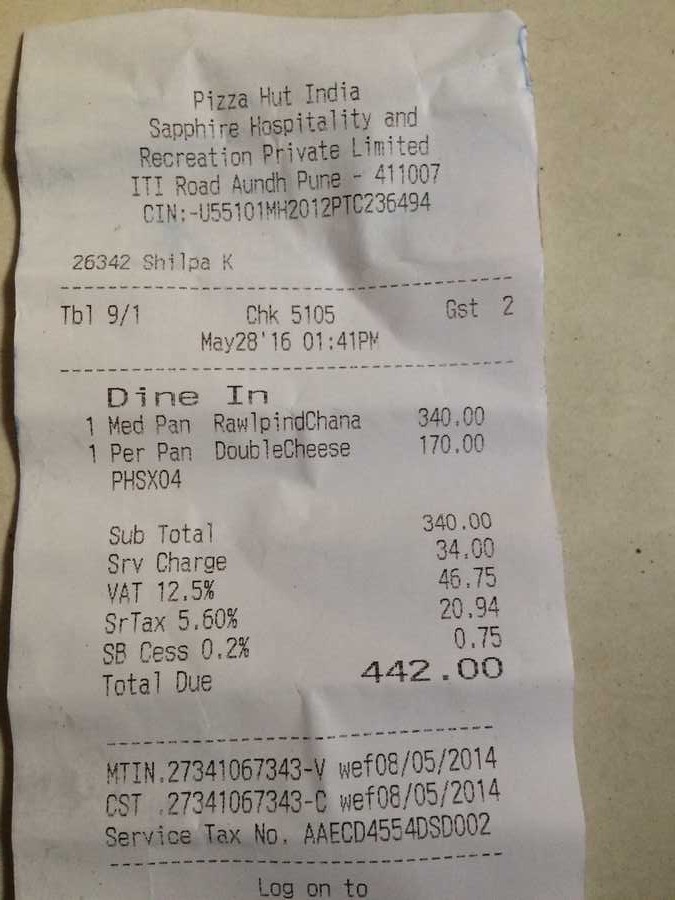 Pizza Hut India
Sapphire Hospitality and
Recreation Private Limited
ITI Road Aundh Pune - 411007
CIN:-U55101MH2012PTC236494
26342 Shilpa K
Tbl 9/1 Chk 5105 Gst 2
May28'16 01:41PM
Dine In
1 Med Pan RawlpindChana 340.00
1 Per Pan DoubleCheese 170.00
PHSX04
Sub Total 340.00
Srv Charge 34.00
VAT 12.5% 46.75
SrTax 5.60% 20.94
SB Cess 0.2% 0.75
Total Due 442.00
MTIN.27341067343-V wef08/05/2014
CST .27341067343-C wef08/05/2014
Service Tax No. AAECD4554DSD002
Log on to